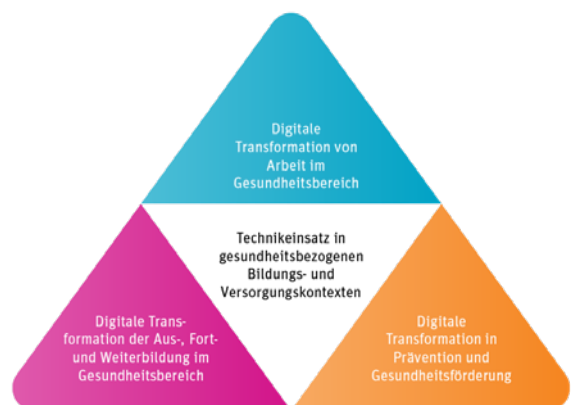 Digitale
Transformation von
Arbeit im
Gesundheitsbereich
Technikeinsatz in
gesundheitsbezogenen
Bildungs- und
Versorgungskontexten
Digitale Trans-
formation der Aus-, Fort-
und Weiterbildung im
Gesundheitsbereich
Digitale
Transformation in
Prävention und
Gesundheitsförderung